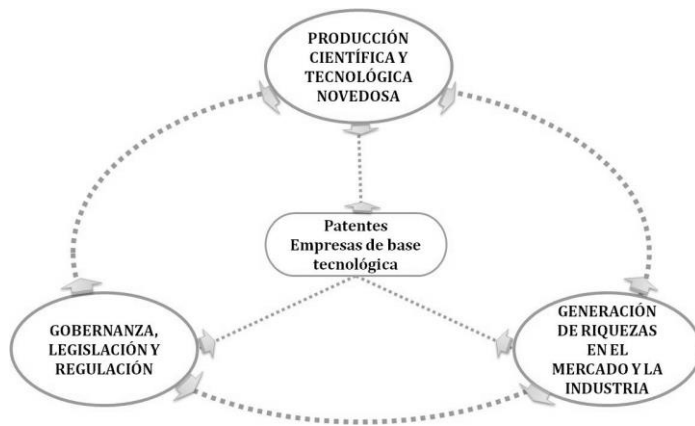 PRODUCCIÓN
CIENTÍFICA Y
TECNOLÓGICA
NOVEDOSA
Patentes
Empresas de base
tecnológica
GOBERNANZA,
LEGISLACIÓN Y
REGULACIÓN
GENERACIÓN
DE RIQUEZAS
EN EL
MERCADO Y LA
INDUSTRIA